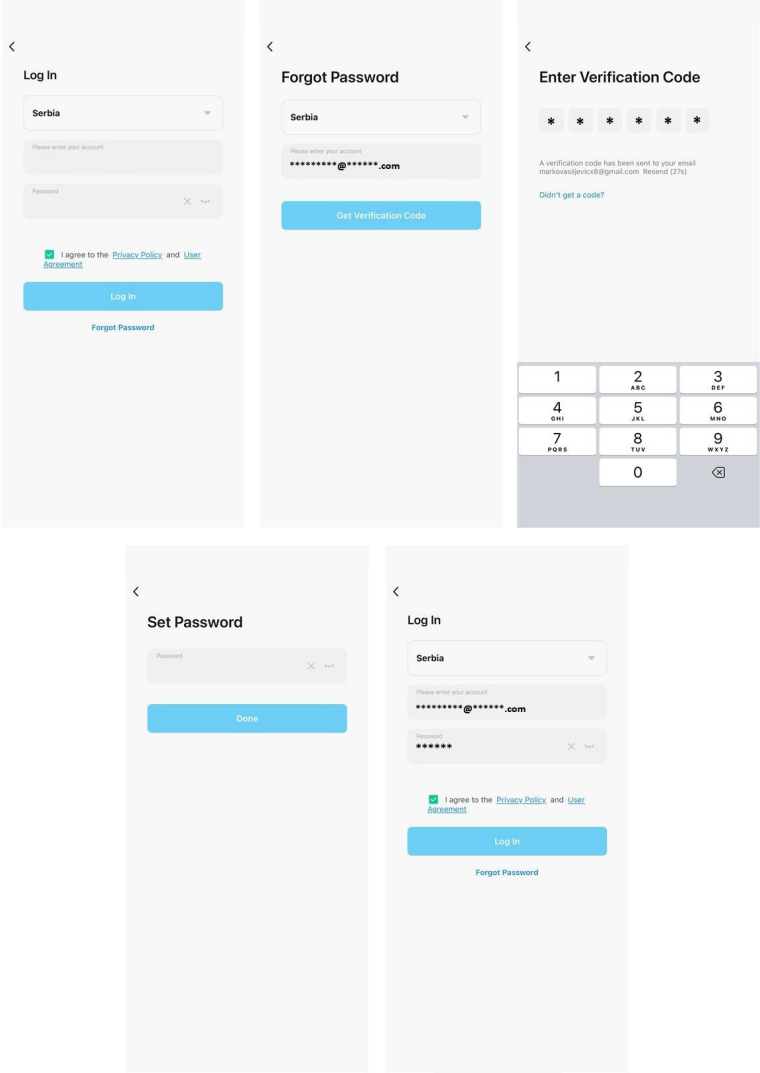 Log In
Serbia
Please enter your account
Password
I agree to the Privacy Policy and User
Agreement
Log In
Forgot Password
Forgot Password
Serbia
Please enter your account
*********@******.com
Get Verification Code
Enter Verification Code
* * * * * *
A verification code has been sent to your email
markovasiljevicx8@gmail.com Resend (27s)
Didn't get a code?
1
2
ABC
3
DEF
4
GHI
5
JKL
6
MNO
7
PQRS
8
TUV
9
WXYZ
0
Set Password
Password
Done
Log In
Serbia
Please enter your account
*********@******.com
Password
******
I agree to the Privacy Policy and User
Agreement
Log In
Forgot Password